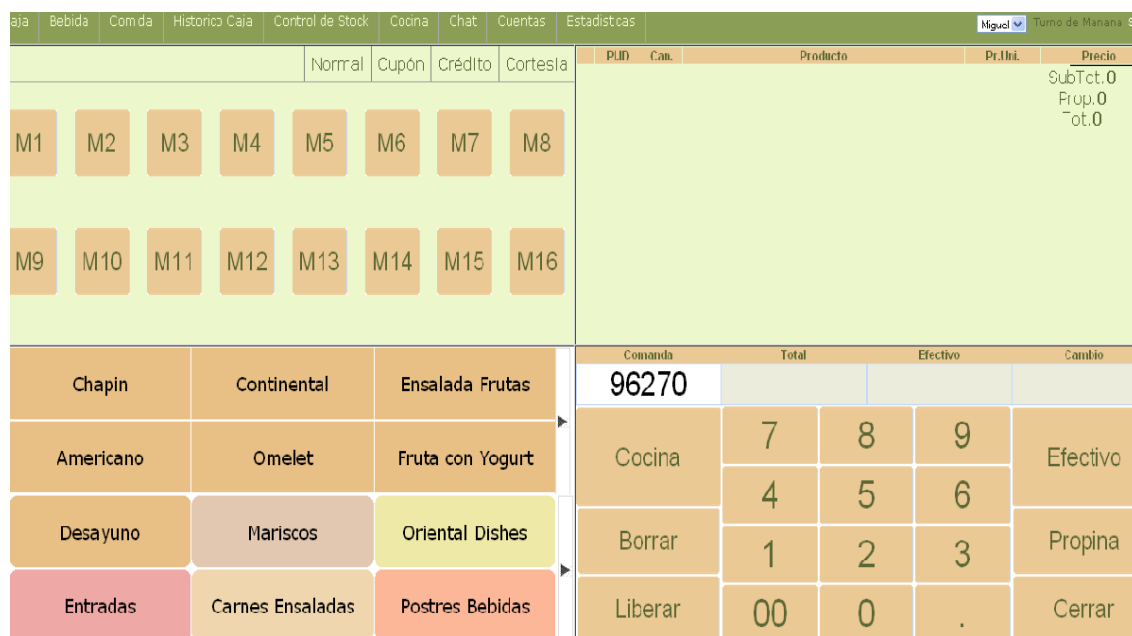 aja Bebida Comida Historico Caja Control de Stock Cocina Chat Cuentas Estadisticas Miguel Turno de Manana S
Normal Cupón Crédito Cortesia
PLID Can. Producto Pr.Uni. Precio
SubTot.0
Prop.0
Tot.0
M1 M2 M3 M4 M5 M6 M7 M8
M9 M10 M11 M12 M13 M14 M15 M16
Chapin Continental Ensalada Frutas
Americano Omelet Fruta con Yogurt
Desayuno Mariscos Oriental Dishes
Entradas Carnes Ensaladas Postres Bebidas
Comanda Total Efectivo Cambio
96270
Cocina 7 8 9 Efectivo
4 5 6
Borrar 1 2 3 Propina
Liberar 00 0 . Cerrar